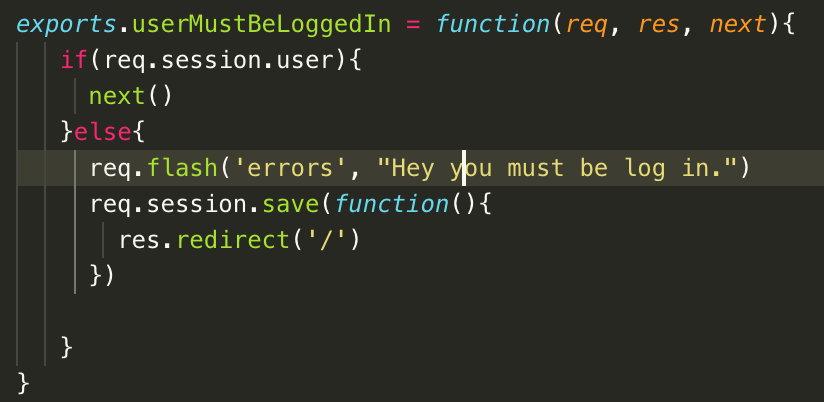 exports.userMustBeLoggedIn = function(req, res, next){
if(req.session.user){
next()
}else{
req.flash('errors', "Hey you must be log in.")
req.session.save(function(){
res.redirect('/')
})
}
}